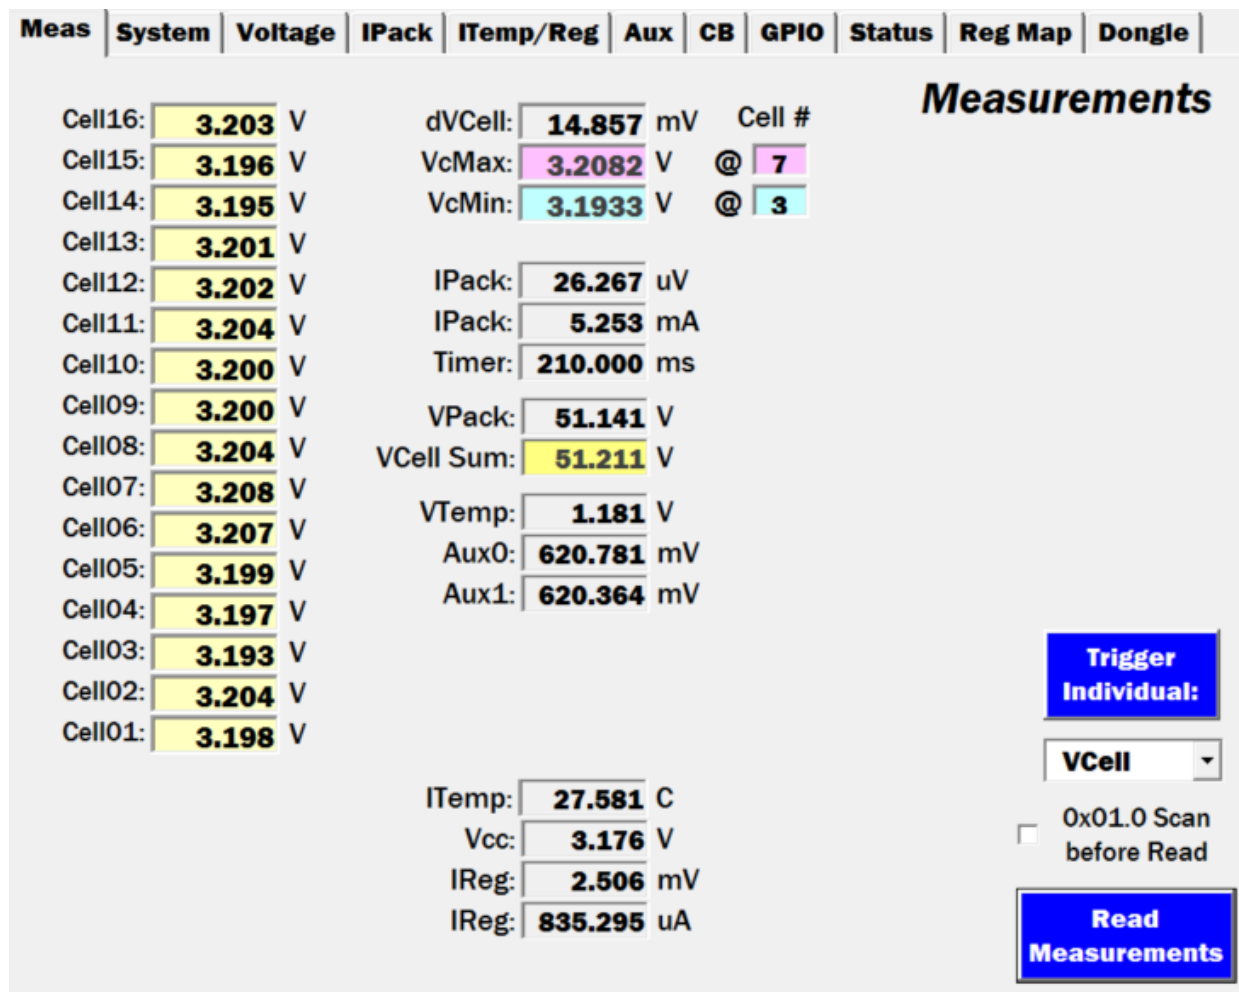 Meas System Voltage IPack ITemp/Reg Aux CB GPIO Status Reg Map Dongle
Measurements
Cell16: 3.203 V dVCell: 14.857 mV Cell #
Cell15: 3.196 V VcMax: 3.2082 V @ 7
Cell14: 3.195 V VcMin: 3.1933 V @ 3
Cell13: 3.201 V
Cell12: 3.202 V IPack: 26.267 uV
Cell11: 3.204 V IPack: 5.253 mA
Cell10: 3.200 V Timer: 210.000 ms
Cell09: 3.200 V VPack: 51.141 V
Cell08: 3.204 V VCell Sum: 51.211 V
Cell07: 3.208 V VTemp: 1.181 V
Cell06: 3.207 V Aux0: 620.781 mV
Cell05: 3.199 V Aux1: 620.364 mV
Cell04: 3.197 V
Cell03: 3.193 V
Cell02: 3.204 V
Cell01: 3.198 V
Trigger
Individual:
VCell
ITemp: 27.581 C
Vcc: 3.176 V
IReg: 2.506 mV
IReg: 835.295 uA
0x01.0 Scan
before Read
Read
Measurements